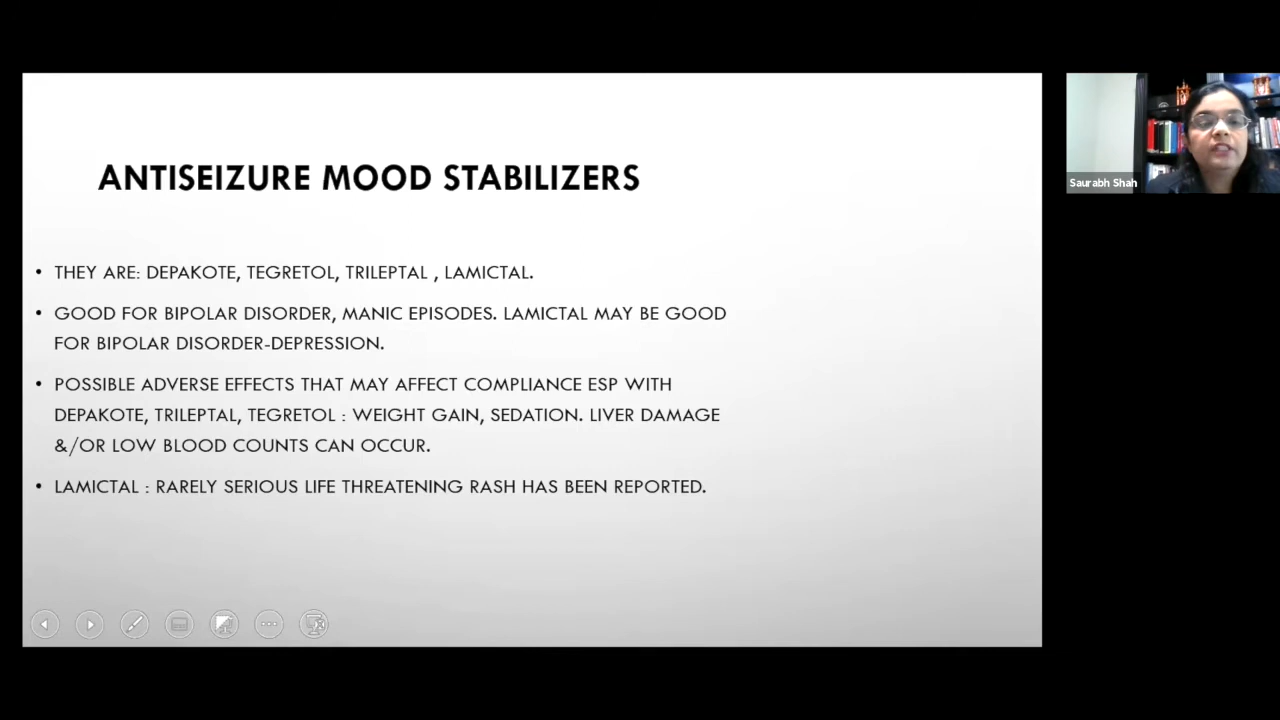 ANTISEIZURE MOOD STABILIZERS
• THEY ARE: DEPAKOTE, TEGRETOL, TRILEPTAL , LAMICTAL.
• GOOD FOR BIPOLAR DISORDER, MANIC EPISODES. LAMICTAL MAY BE GOOD
FOR BIPOLAR DISORDER-DEPRESSION.
• POSSIBLE ADVERSE EFFECTS THAT MAY AFFECT COMPLIANCE ESP WITH
DEPAKOTE, TRILEPTAL, TEGRETOL : WEIGHT GAIN, SEDATION. LIVER DAMAGE
&/OR LOW BLOOD COUNTS CAN OCCUR.
• LAMICTAL : RARELY SERIOUS LIFE THREATENING RASH HAS BEEN REPORTED.
Saurabh Shah